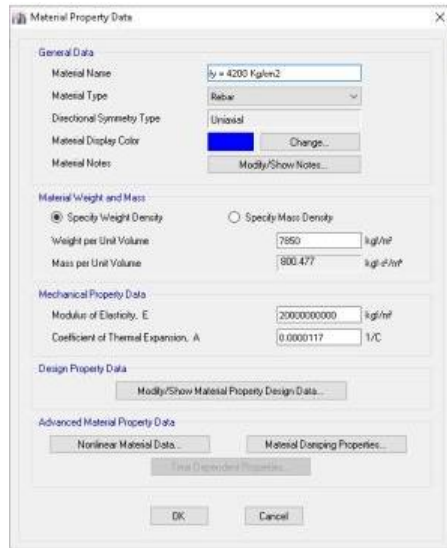 Material Property Data
General Data
Material Name fy = 4200 Kg/cm2
Material Type Rebar
Directional Symmetry Type Uniaxial
Material Display Color Change...
Material Notes Modify/Show Notes...
Material Weight and Mass
Specify Weight Density Specify Mass Density
Weight per Unit Volume 7850 kgf/m³
Mass per Unit Volume 800.477 kgf-s²/m⁴
Mechanical Property Data
Modulus of Elasticity, E 20000000000 kgf/m²
Coefficient of Thermal Expansion, A 0.0000117 1/C
Design Property Data
Modify/Show Material Property Design Data...
Advanced Material Property Data
Nonlinear Material Data... Material Damping Properties...
Time Dependent Properties...
OK Cancel